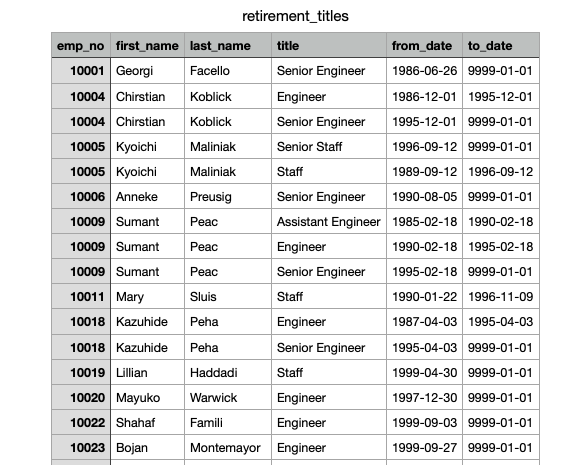 retirement_titles
emp_no first_name last_name title from_date to_date
10001 Georgi Facello Senior Engineer 1986-06-26 9999-01-01
10004 Chirstian Koblick Engineer 1986-12-01 1995-12-01
10004 Chirstian Koblick Senior Engineer 1995-12-01 9999-01-01
10005 Kyoichi Maliniak Senior Staff 1996-09-12 9999-01-01
10005 Kyoichi Maliniak Staff 1989-09-12 1996-09-12
10006 Anneke Preusig Senior Engineer 1990-08-05 9999-01-01
10009 Sumant Peac Assistant Engineer 1985-02-18 1990-02-18
10009 Sumant Peac Engineer 1990-02-18 1995-02-18
10009 Sumant Peac Senior Engineer 1995-02-18 9999-01-01
10011 Mary Sluis Staff 1990-01-22 1996-11-09
10018 Kazuhide Peha Engineer 1987-04-03 1995-04-03
10018 Kazuhide Peha Senior Engineer 1995-04-03 9999-01-01
10019 Lillian Haddadi Staff 1999-04-30 9999-01-01
10020 Mayuko Warwick Engineer 1997-12-30 9999-01-01
10022 Shahaf Famili Engineer 1999-09-03 9999-01-01
10023 Bojan Montemayor Engineer 1999-09-27 9999-01-01